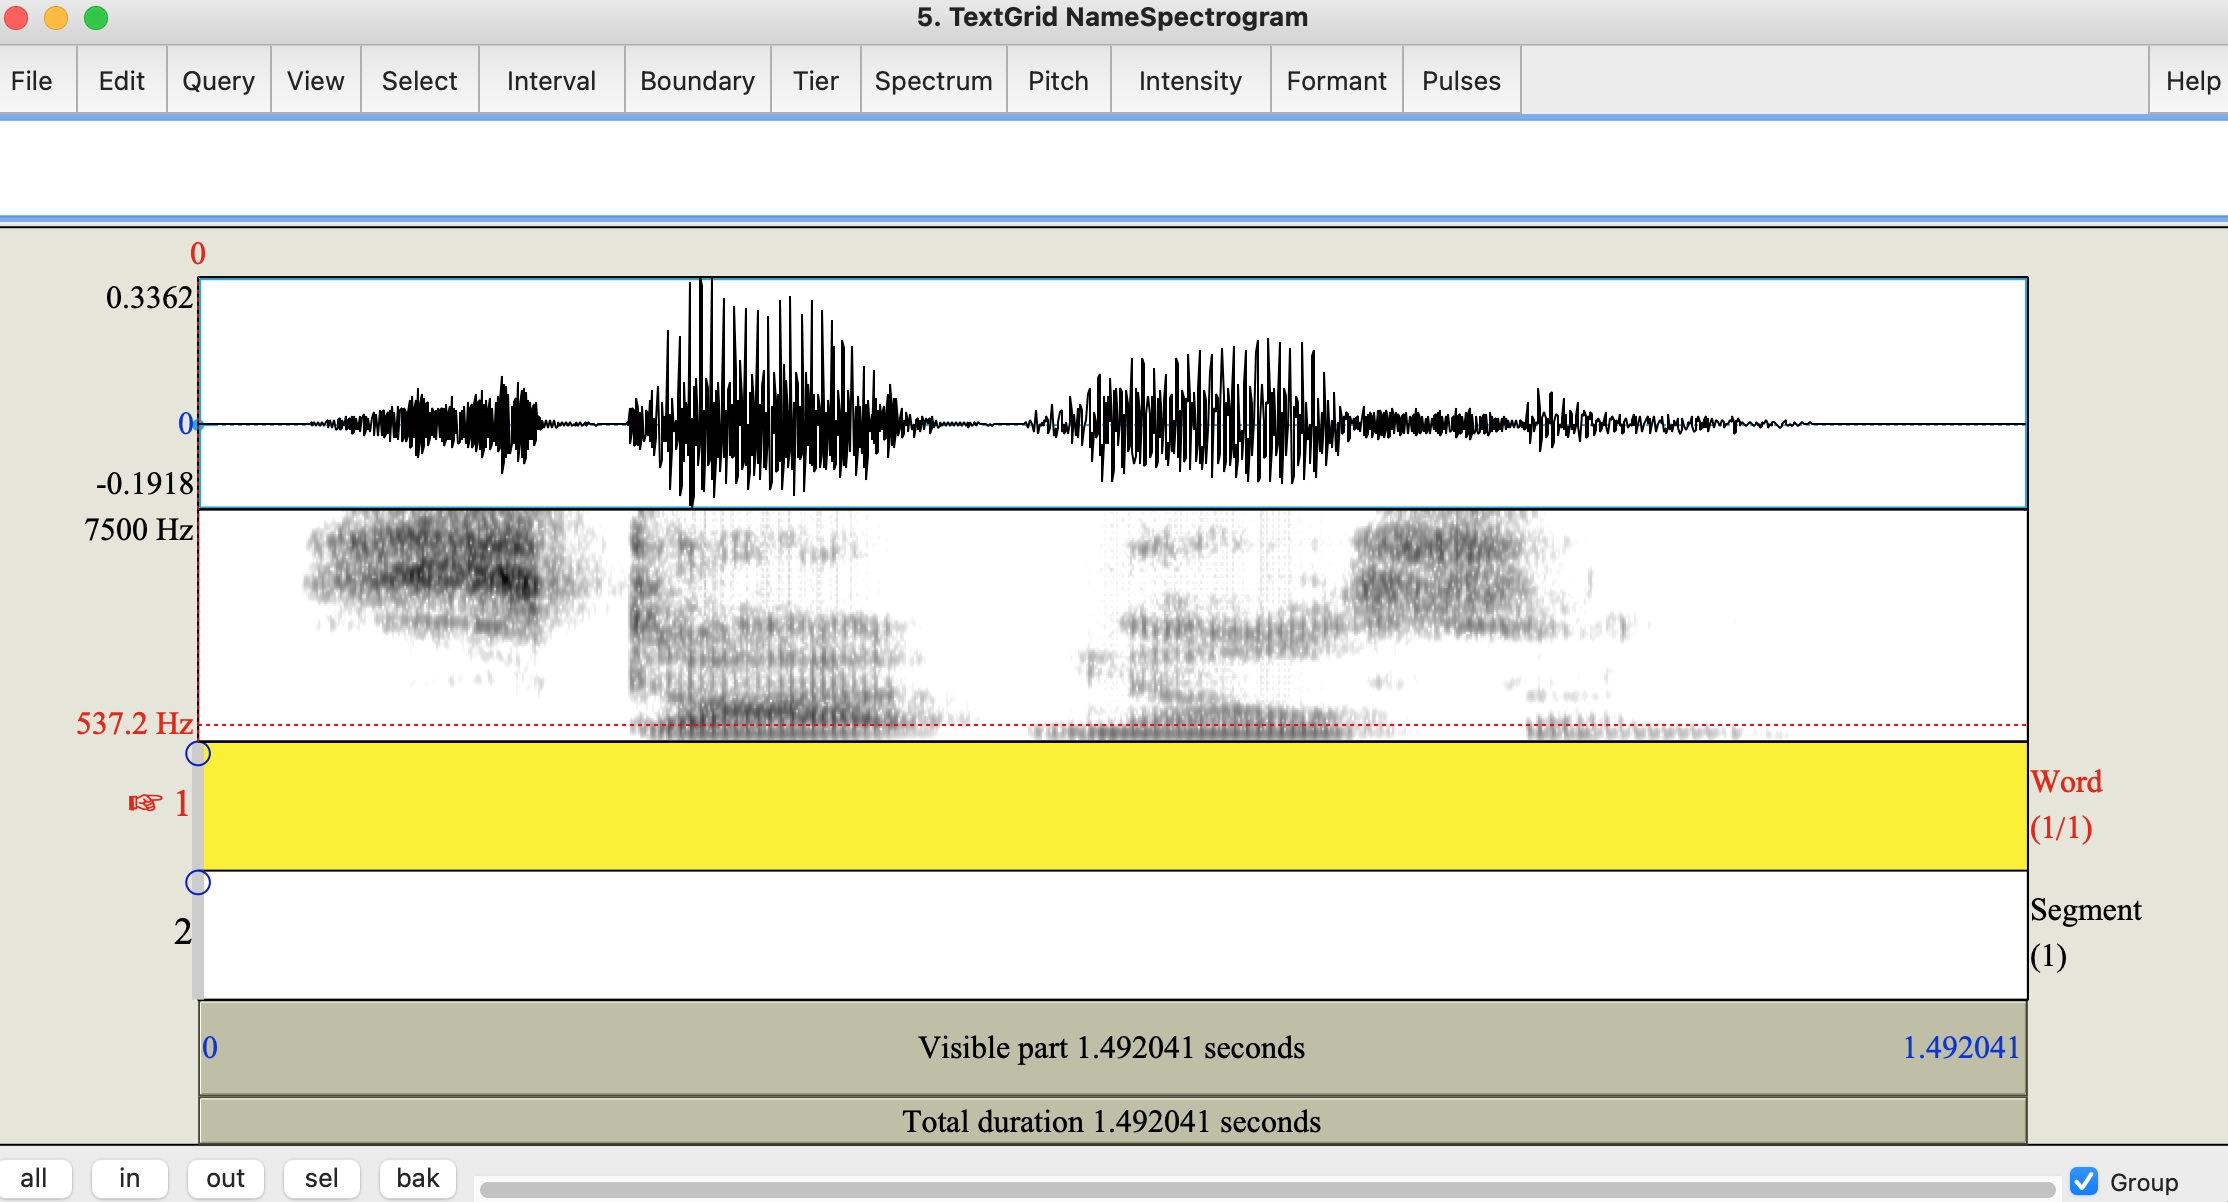 5. TextGrid NameSpectrogram
File Edit Query View Select Interval Boundary Tier Spectrum Pitch Intensity Formant Pulses Help
0
0.3362
0
-0.1918
7500 Hz
537.2 Hz
☞ 1
Word
(1/1)
2
Segment
(1)
0 Visible part 1.492041 seconds 1.492041
Total duration 1.492041 seconds
all in out sel bak Group